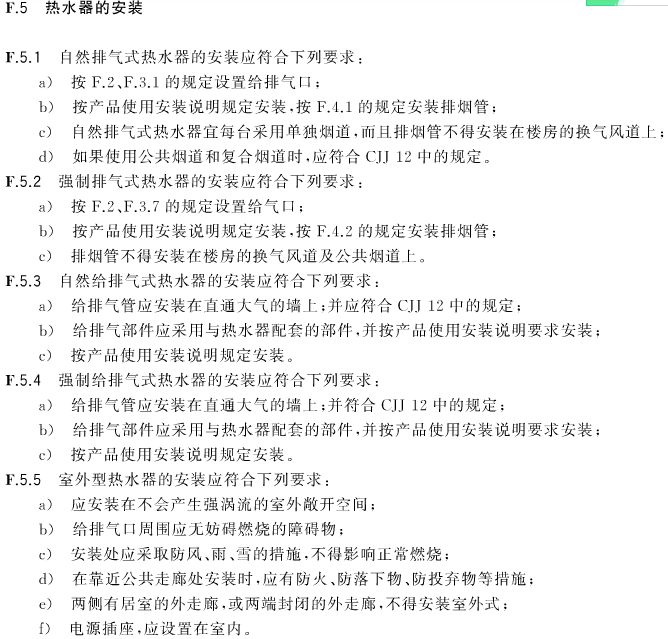 F.5 热水器的安装
F.5.1 自然排气式热水器的安装应符合下列要求:
a) 按 F.2、F.3.1 的规定设置给排气口;
b) 按产品使用安装说明规定安装,按 F.4.1 的规定安装排烟管;
c) 自然排气式热水器宜每台采用单独烟道,而且排烟管不得安装在楼房的换气风道上;
d) 如果使用公共烟道和复合烟道时,应符合 CJJ 12 中的规定。
F.5.2 强制排气式热水器的安装应符合下列要求:
a) 按 F.2、F.3.7 的规定设置给气口;
b) 按产品使用安装说明规定安装,按 F.4.2 的规定安装排烟管;
c) 排烟管不得安装在楼房的换气风道及公共烟道上。
F.5.3 自然给排气式热水器的安装应符合下列要求:
a) 给排气管应安装在直通大气的墙上;并应符合 CJJ 12 中的规定;
b) 给排气部件应采用与热水器配套的部件,并按产品使用安装说明要求安装;
c) 按产品使用安装说明规定安装。
F.5.4 强制给排气式热水器的安装应符合下列要求:
a) 给排气管应安装在直通大气的墙上;并符合 CJJ 12 中的规定;
b) 给排气部件应采用与热水器配套的部件,并按产品使用安装说明要求安装;
c) 按产品使用安装说明规定安装。
F.5.5 室外型热水器的安装应符合下列要求:
a) 应安装在不会产生强涡流的室外敞开空间;
b) 给排气口周围应无妨碍燃烧的障碍物;
c) 安装处应采取防风、雨、雪的措施,不得影响正常燃烧;
d) 在靠近公共走廊处安装时,应有防火、防落下物、防投弃物等措施;
e) 两侧有居室的外走廊,或两端封闭的外走廊,不得安装室外式;
f) 电源插座,应设置在室内。